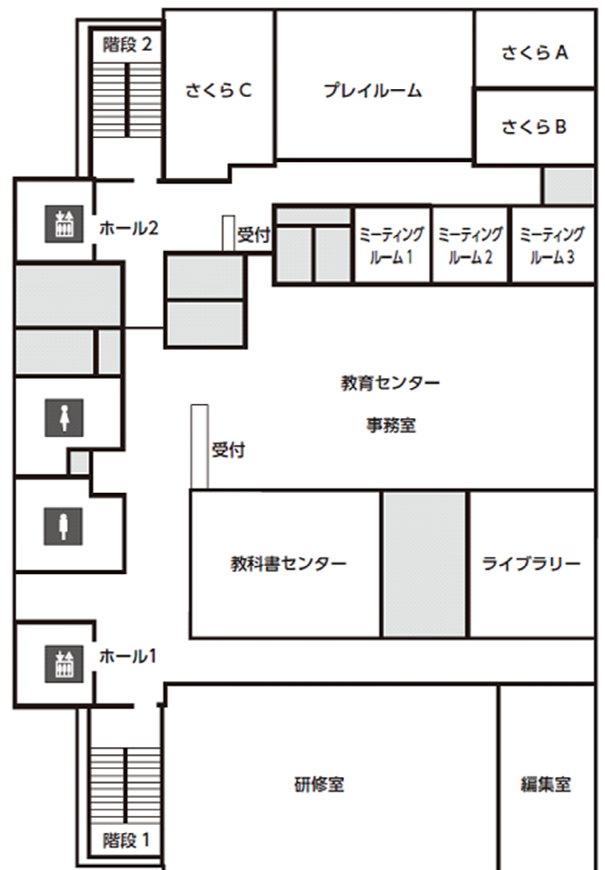 階段 2
さくら C
プレイルーム
さくら A
さくら B
ホール2
受付
ミーティング
ルーム 1
ミーティング
ルーム 2
ミーティング
ルーム 3
教育センター
事務室
受付
教科書センター
ライブラリー
ホール1
研修室
編集室
階段 1